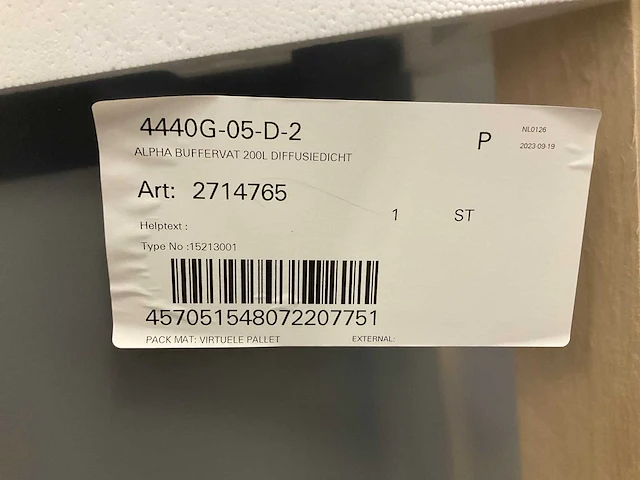 4440G-05-D-2
ALPHA BUFFERVAT 200L DIFFUSIEDICHT
P
NL0126
2023-09-19
Art: 2714765
1 ST
Helptext :
Type No :15213001
457051548072207751
PACK MAT: VIRTUELE PALLET
EXTERNAL: